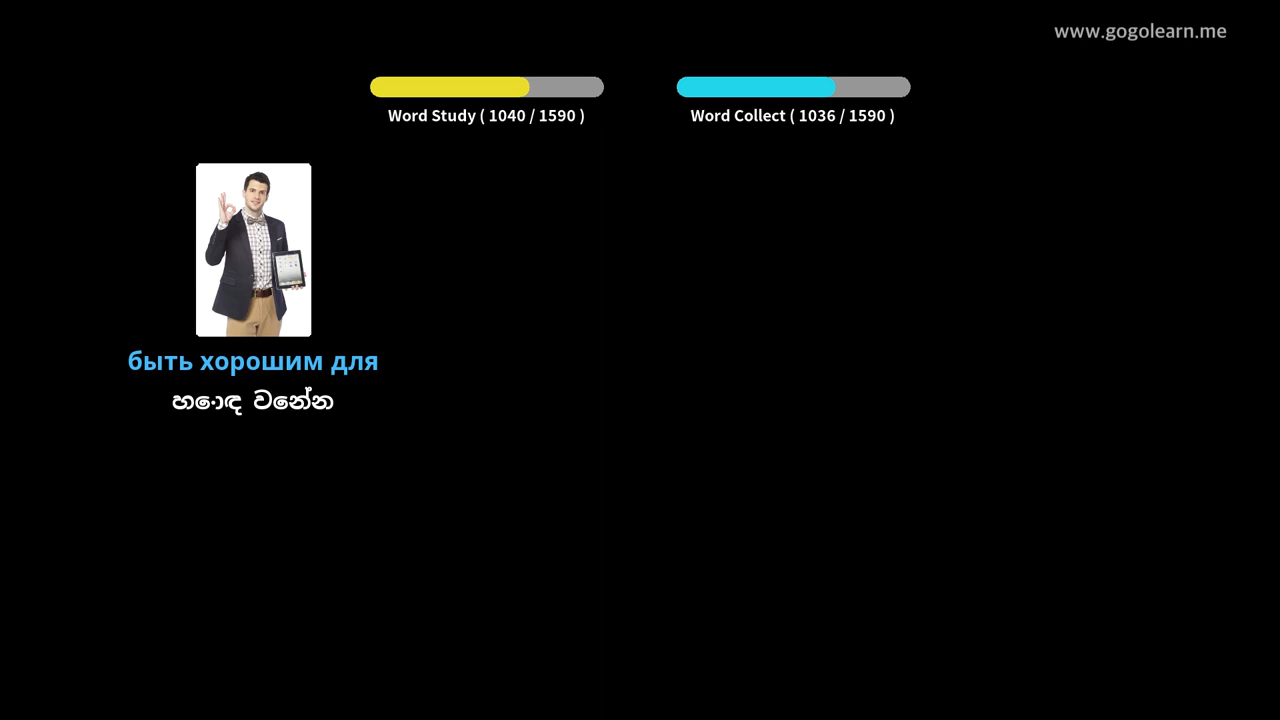 www.gogolearn.me
Word Study ( 1040 / 1590 )
Word Collect ( 1036 / 1590 )
быть хорошим для
හොඳ වන්නේ